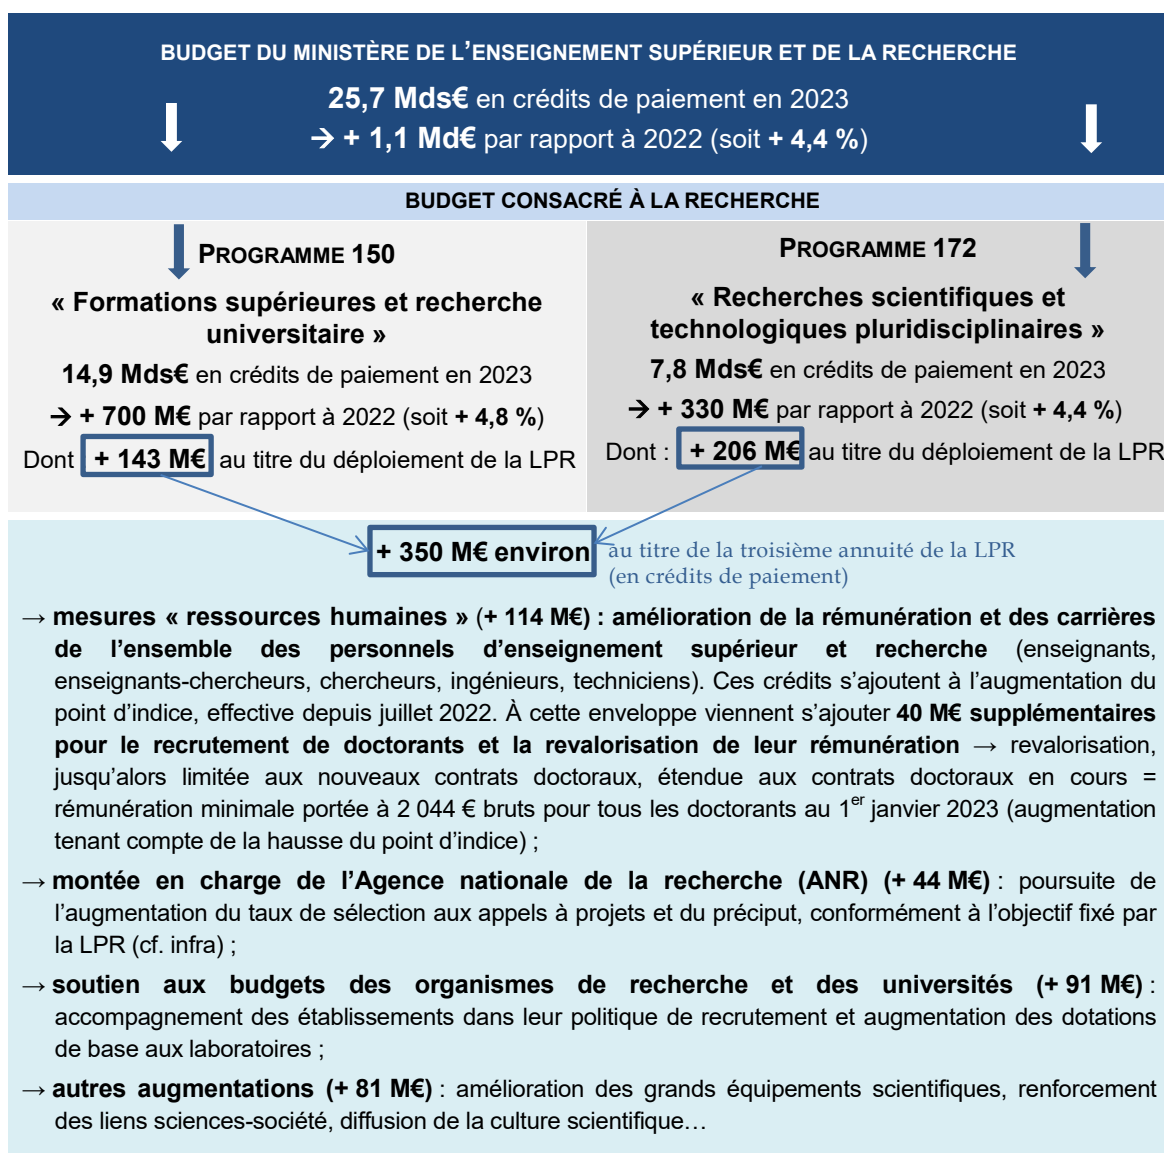 BUDGET DU MINISTÈRE DE L’ENSEIGNEMENT SUPÉRIEUR ET DE LA RECHERCHE
25,7 Mds€ en crédits de paiement en 2023
→ + 1,1 Md€ par rapport à 2022 (soit + 4,4 %)
BUDGET CONSACRÉ À LA RECHERCHE
PROGRAMME 150
« Formations supérieures et recherche
universitaire »
14,9 Mds€ en crédits de paiement en 2023
→ + 700 M€ par rapport à 2022 (soit + 4,8 %)
Dont + 143 M€ au titre du déploiement de la LPR
PROGRAMME 172
« Recherches scientifiques et
technologiques pluridisciplinaires »
7,8 Mds€ en crédits de paiement en 2023
→ + 330 M€ par rapport à 2022 (soit + 4,4 %)
Dont : + 206 M€ au titre du déploiement de la LPR
+ 350 M€ environ au titre de la troisième annuité de la LPR
(en crédits de paiement)
→ mesures « ressources humaines » (+ 114 M€) : amélioration de la rémunération et des carrières
de l’ensemble des personnels d’enseignement supérieur et recherche (enseignants,
enseignants-chercheurs, chercheurs, ingénieurs, techniciens). Ces crédits s’ajoutent à l’augmentation du
point d’indice, effective depuis juillet 2022. À cette enveloppe viennent s’ajouter 40 M€ supplémentaires
pour le recrutement de doctorants et la revalorisation de leur rémunération → revalorisation,
jusqu’alors limitée aux nouveaux contrats doctoraux, étendue aux contrats doctoraux en cours =
rémunération minimale portée à 2 044 € bruts pour tous les doctorants au 1er janvier 2023 (augmentation
tenant compte de la hausse du point d’indice) ;
→ montée en charge de l’Agence nationale de la recherche (ANR) (+ 44 M€) : poursuite de
l’augmentation du taux de sélection aux appels à projets et du préciput, conformément à l’objectif fixé par
la LPR (cf. infra) ;
→ soutien aux budgets des organismes de recherche et des universités (+ 91 M€) :
accompagnement des établissements dans leur politique de recrutement et augmentation des dotations
de base aux laboratoires ;
→ autres augmentations (+ 81 M€) : amélioration des grands équipements scientifiques, renforcement
des liens sciences-société, diffusion de la culture scientifique…